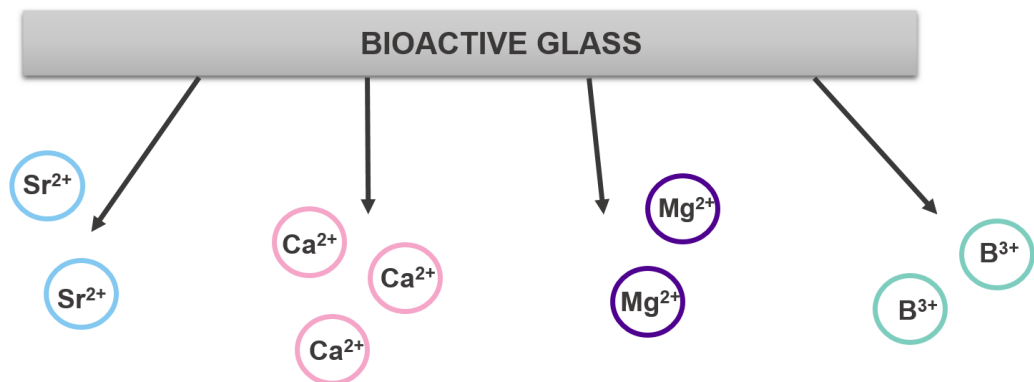 BIOACTIVE GLASS
Sr²⁺
Sr²⁺
Ca²⁺
Ca²⁺
Ca²⁺
Mg²⁺
Mg²⁺
B³⁺
B³⁺